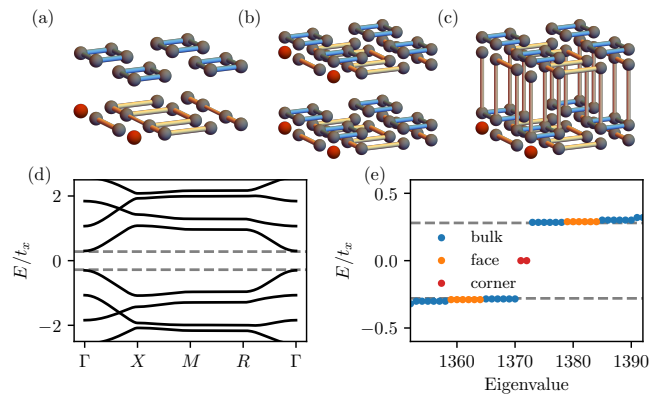 (a) (b) (c)
(d) (e)
2
0
−2
E/t_x
Γ X M R Γ
0.5
0.0
−0.5
E/t_x
bulk
face
corner
1360 1370 1380 1390
Eigenvalue